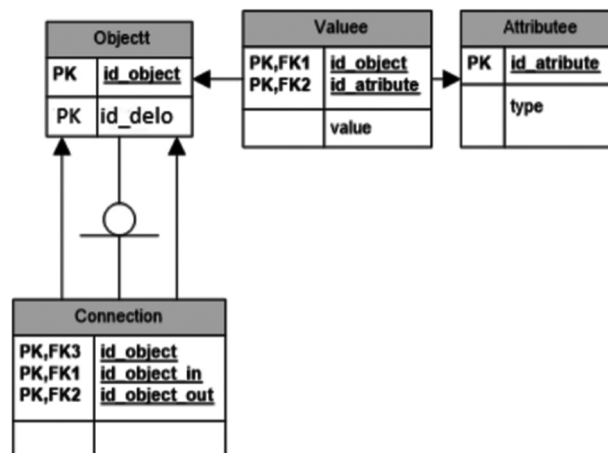 Objectt
PK id_object
PK id_delo
Valuee
PK,FK1 id_object
PK,FK2 id_atribute
value
Attributee
PK id_atribute
type
Connection
PK,FK3 id_object
PK,FK1 id_object_in
PK,FK2 id_object_out